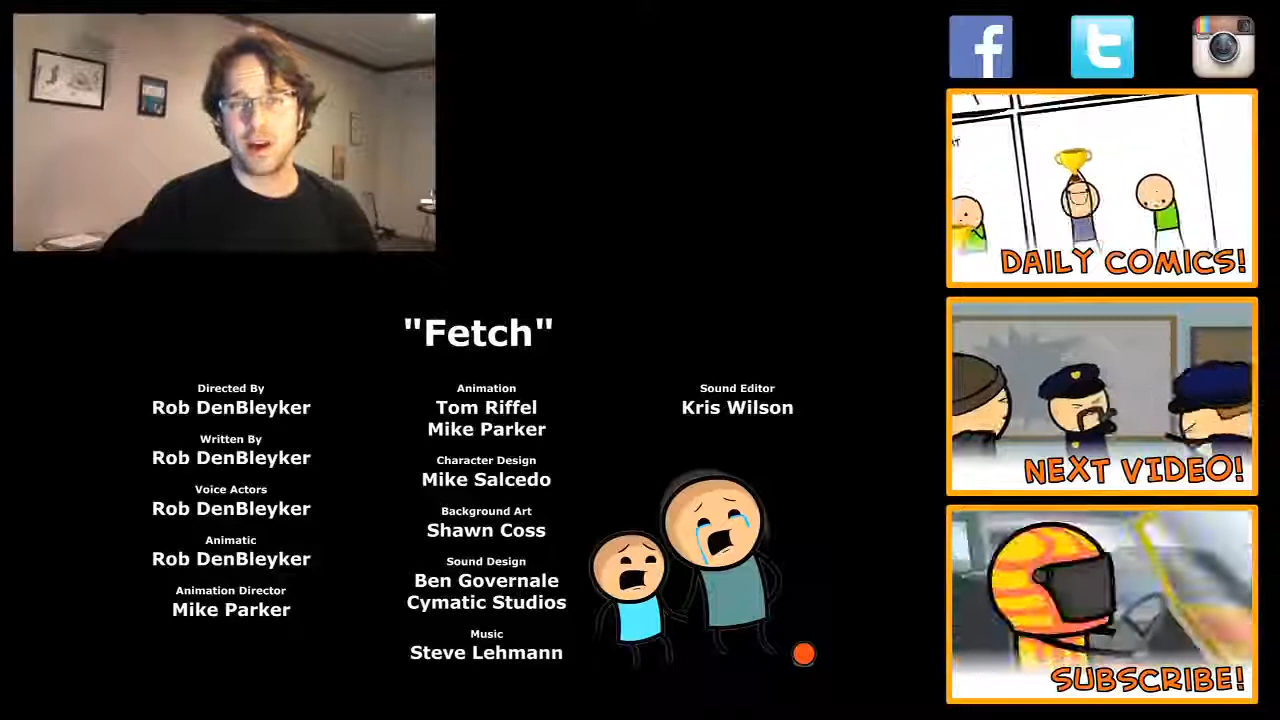 "Fetch"
Directed By
Rob DenBleyker
Written By
Rob DenBleyker
Voice Actors
Rob DenBleyker
Animatic
Rob DenBleyker
Animation Director
Mike Parker
Animation
Tom Riffel
Mike Parker
Character Design
Mike Salcedo
Background Art
Shawn Coss
Sound Design
Ben Governale
Cymatic Studios
Music
Steve Lehmann
Sound Editor
Kris Wilson
f
t
DAILY COMICS!
NEXT VIDEO!
SUBSCRIBE!